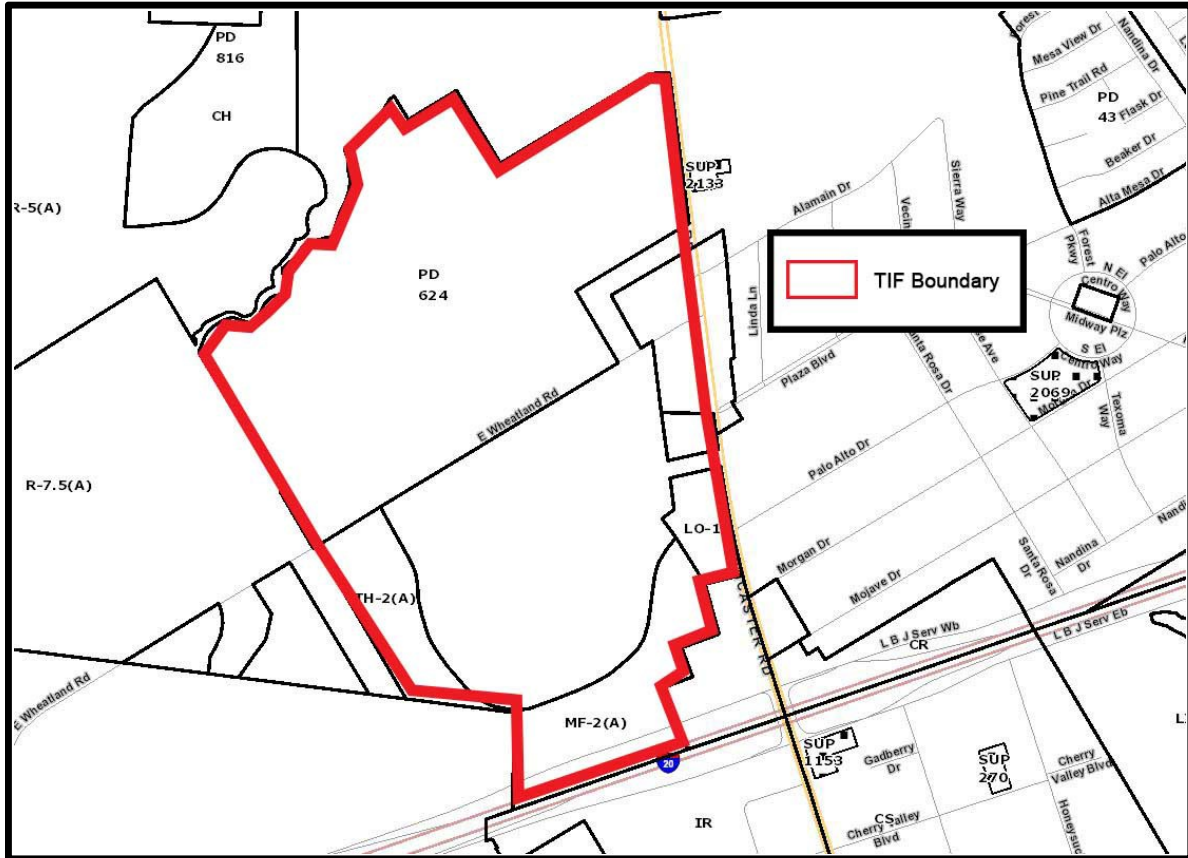 PD
816
CH
R-5(A)
Forest
Mesa View Dr
Nandina Dr
Pine Trail Rd
PD
43
Flask Dr
Beaker Dr
Alta Mesa Dr
SUP
2133
Alamain Dr
Sierra Way
Forest
Pkwy
N El
Centro Way
Palo Alto
TIF Boundary
Linda Ln
Midway Plz
PD
624
S El
Centro Way
Plaza Blvd
SUP
2069
Santa Rosa Dr
Texoma
Way
E Wheatland Rd
Palo Alto Dr
R-7.5(A)
LO-1
Morgan Dr
Santa Rosa
Dr
Nandina
Dr
TH-2(A)
Mojave Dr
CASTER RD
L B J Serv Wb
L B J Serv Eb
CR
E Wheatland Rd
MF-2(A)
SUP
1153
Gadberry
Dr
SUP
270
Cherry
Valley Blvd
20
IR
CS
Cherry Valley
Blvd
Honeysuc